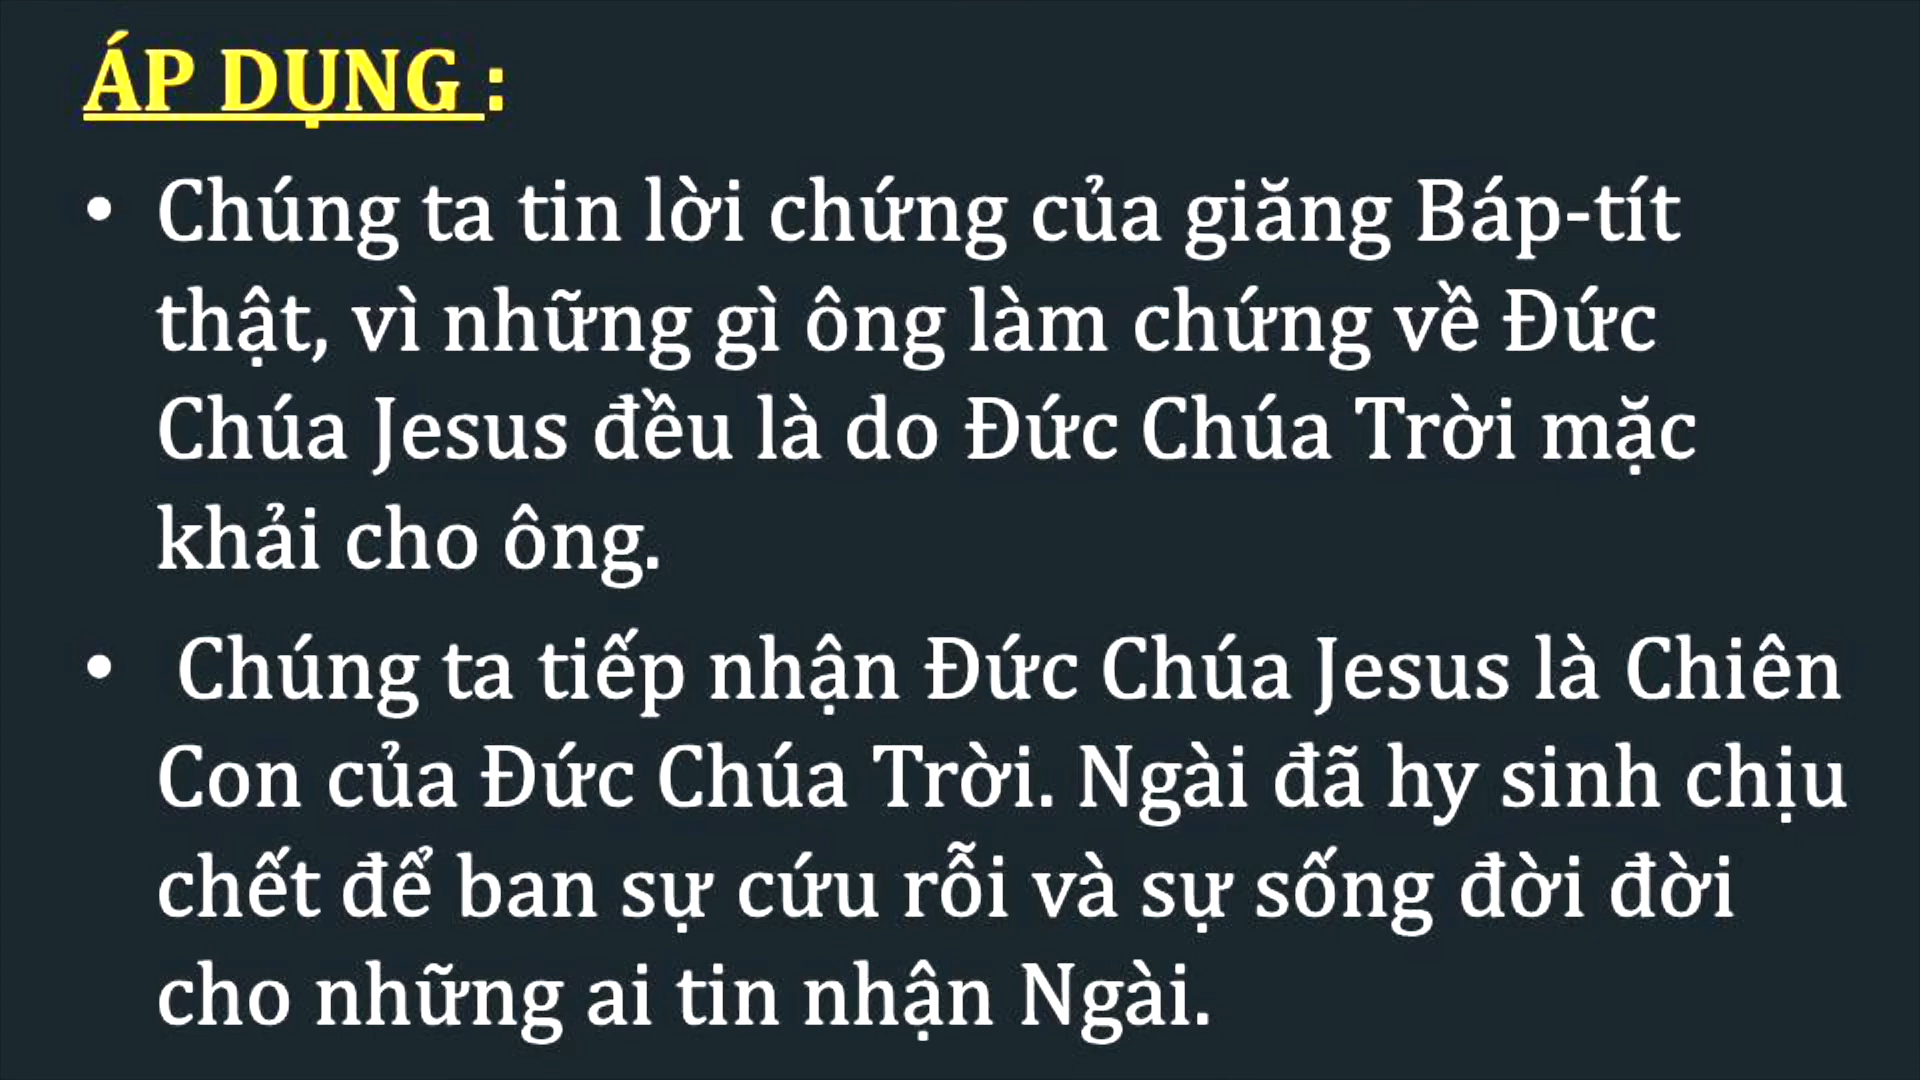 ÁP DỤNG :
• Chúng ta tin lời chứng của giăng Báp-tít
thật, vì những gì ông làm chứng về Đức
Chúa Jesus đều là do Đức Chúa Trời mặc
khải cho ông.
• Chúng ta tiếp nhận Đức Chúa Jesus là Chiên
Con của Đức Chúa Trời. Ngài đã hy sinh chịu
chết để ban sự cứu rỗi và sự sống đời đời
cho những ai tin nhận Ngài.